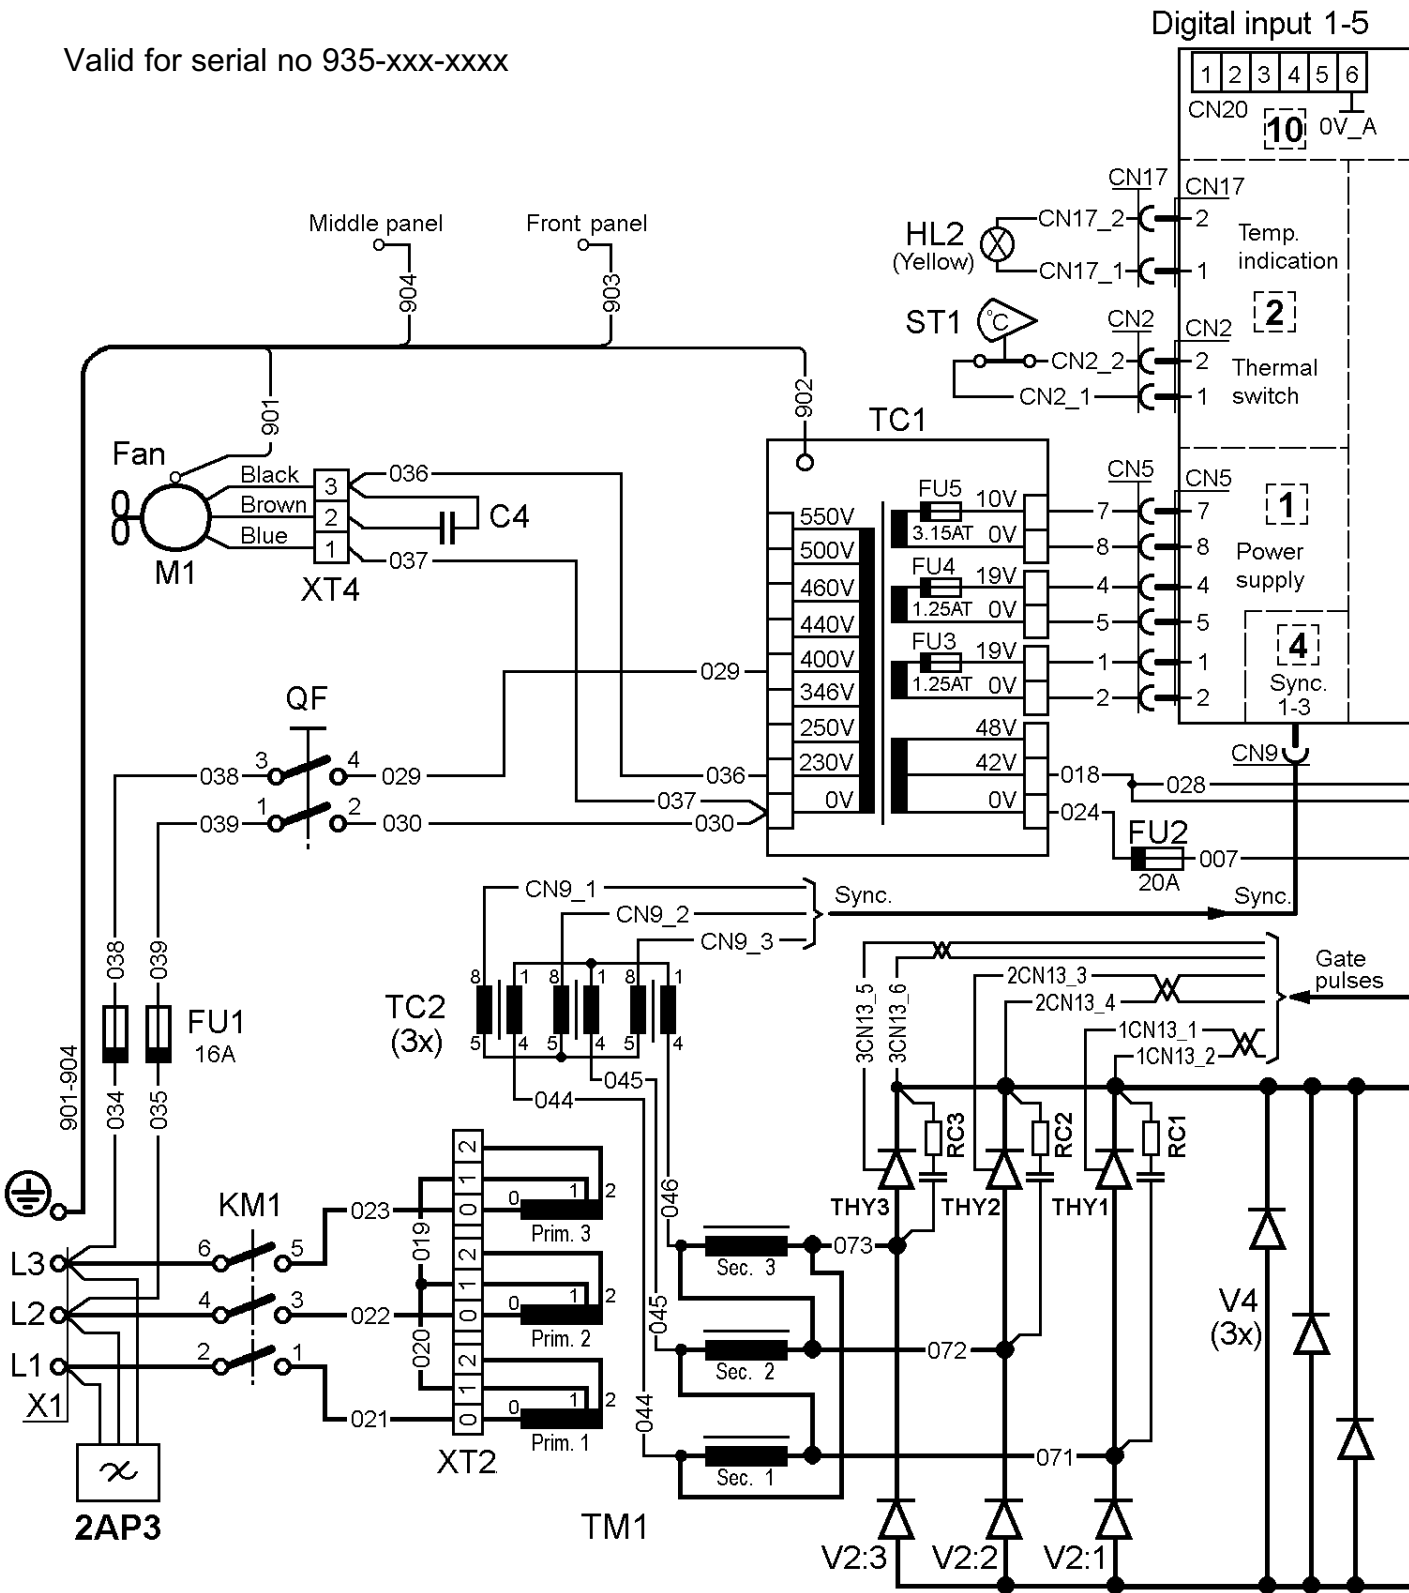 Digital input 1-5
Valid for serial no 935-xxx-xxxx
1 2 3 4 5 6
CN20
10
0V_A
CN17
CN17
HL2
(Yellow)
CN17_2
2
CN17_1
1
Temp.
indication
2
Middle panel
Front panel
904
903
ST1
°C
CN2
CN2
CN2_2
2
CN2_1
1
Thermal
switch
901
902
TC1
Fan
M1
Black
Brown
Blue
3
2
1
XT4
036
037
C4
550V
500V
460V
440V
400V
346V
250V
230V
0V
FU5
3.15AT
10V
0V
FU4
1.25AT
19V
0V
FU3
1.25AT
19V
0V
48V
42V
0V
CN5
CN5
7
7
8
8
4
4
5
5
1
1
2
2
1
Power
supply
4
Sync.
1-3
CN9
029
QF
038
3
4
029
036
039
1
2
030
037
030
018
028
024
FU2
20A
007
CN9_1
CN9_2
CN9_3
Sync.
Sync.
038
039
FU1
16A
034
035
901-904
TC2
(3x)
8
1
5
4
8
1
5
4
8
1
5
4
045
044
3CN13_5
3CN13_6
2CN13_3
2CN13_4
1CN13_1
1CN13_2
Gate
pulses
RC3
RC2
RC1
THY3
THY2
THY1
KM1
L3
6
5
023
L2
4
3
022
L1
2
1
021
X1
2AP3
019
020
2
1
0
2
1
0
2
1
0
XT2
0
1
2
Prim. 3
0
1
2
Prim. 2
0
1
2
Prim. 1
046
045
044
Sec. 3
073
Sec. 2
072
Sec. 1
071
TM1
V4
(3x)
V2:3
V2:2
V2:1